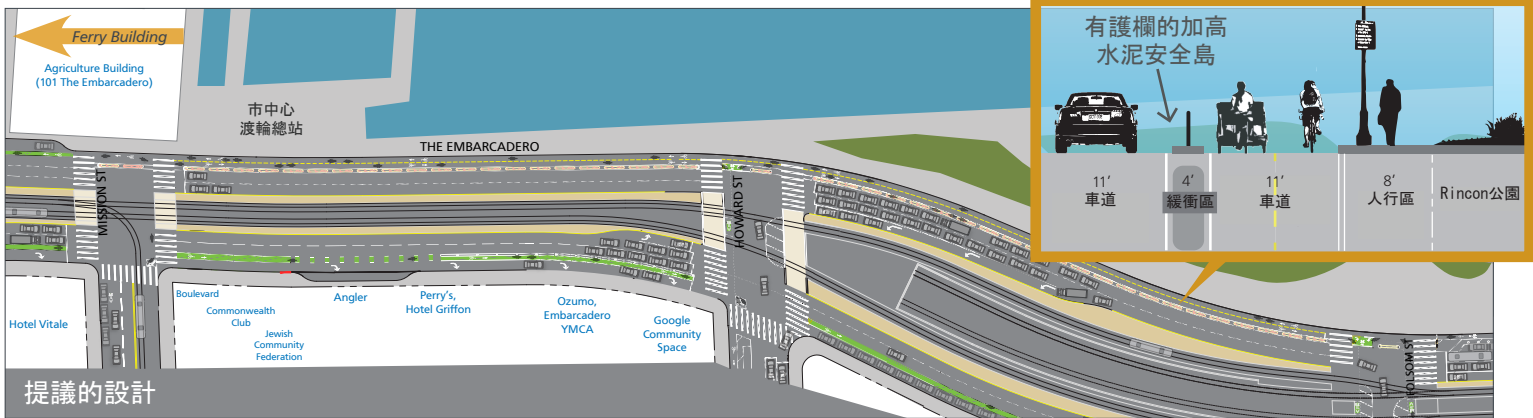 Ferry Building
Agriculture Building
(101 The Embarcadero)
市中心
渡輪總站
THE EMBARCADERO
MISSION ST
HOWARD ST
FOLSOM ST
Hotel Vitale
Boulevard
Commonwealth
Club
Jewish
Community
Federation
Angler
Perry’s,
Hotel Griffon
Ozumo,
Embarcadero
YMCA
Google
Community
Space
提議的設計
有護欄的加高
水泥安全島
11’
車道
4’
緩衝區
11’
車道
8’
人行區
Rincon公園